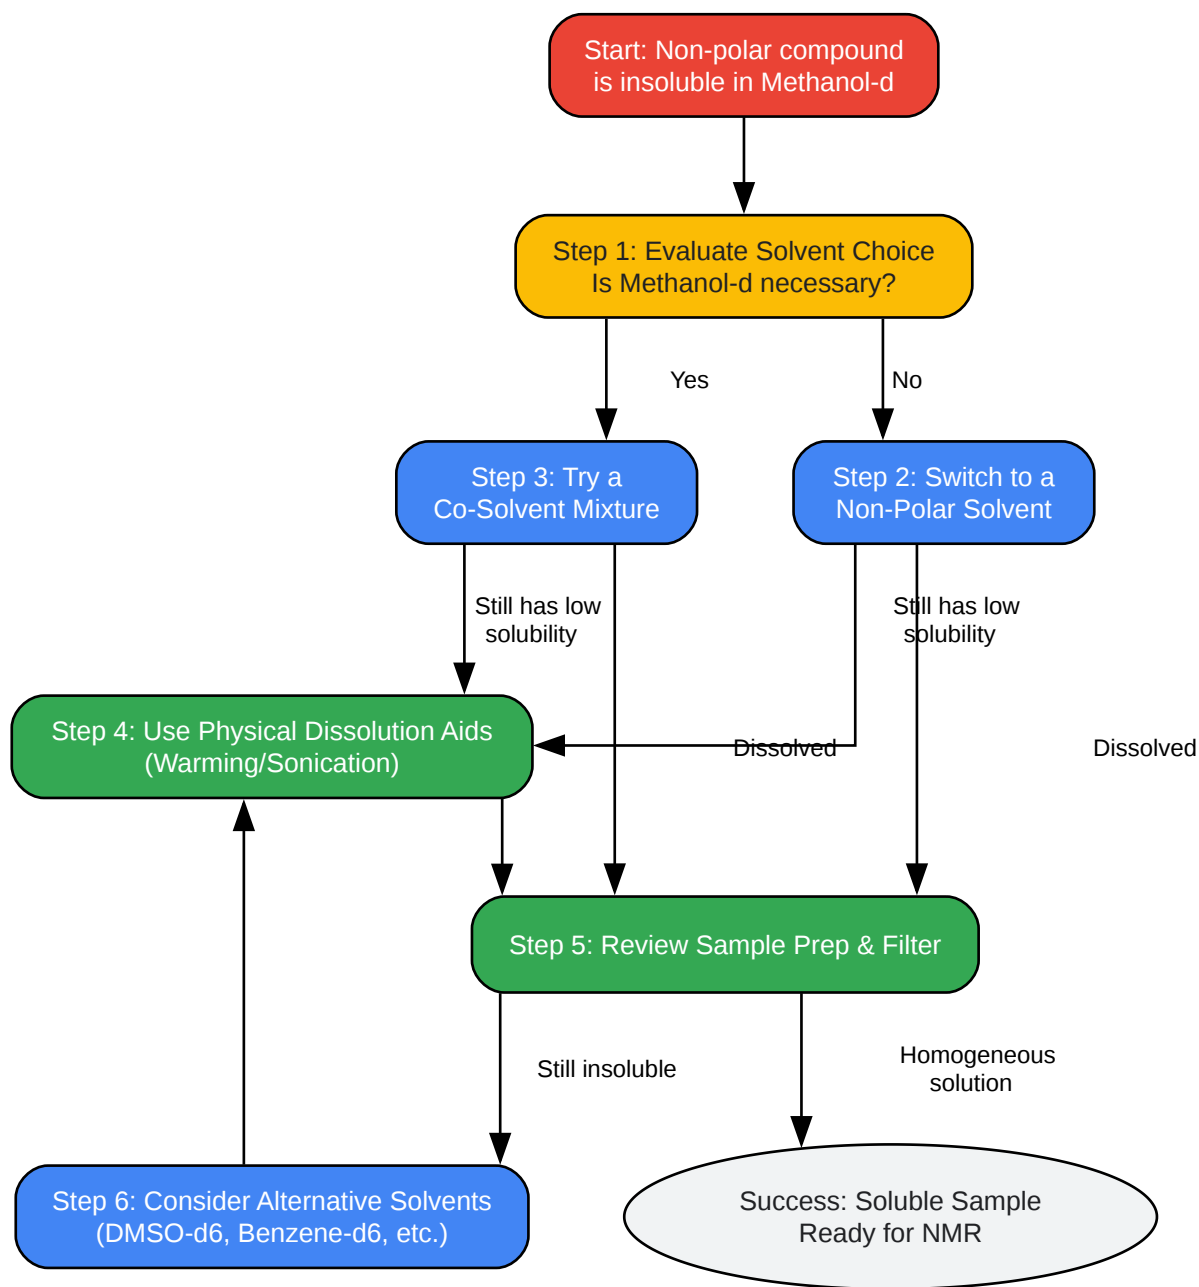 Start: Non-polar compound
is insoluble in Methanol-d
Step 1: Evaluate Solvent Choice
Is Methanol-d necessary?
Yes
No
Step 3: Try a
Co-Solvent Mixture
Step 2: Switch to a
Non-Polar Solvent
Still has low
solubility
Still has low
solubility
Step 4: Use Physical Dissolution Aids
(Warming/Sonication)
Dissolved
Dissolved
Step 5: Review Sample Prep & Filter
Still insoluble
Homogeneous
solution
Step 6: Consider Alternative Solvents
(DMSO-d6, Benzene-d6, etc.)
Success: Soluble Sample
Ready for NMR